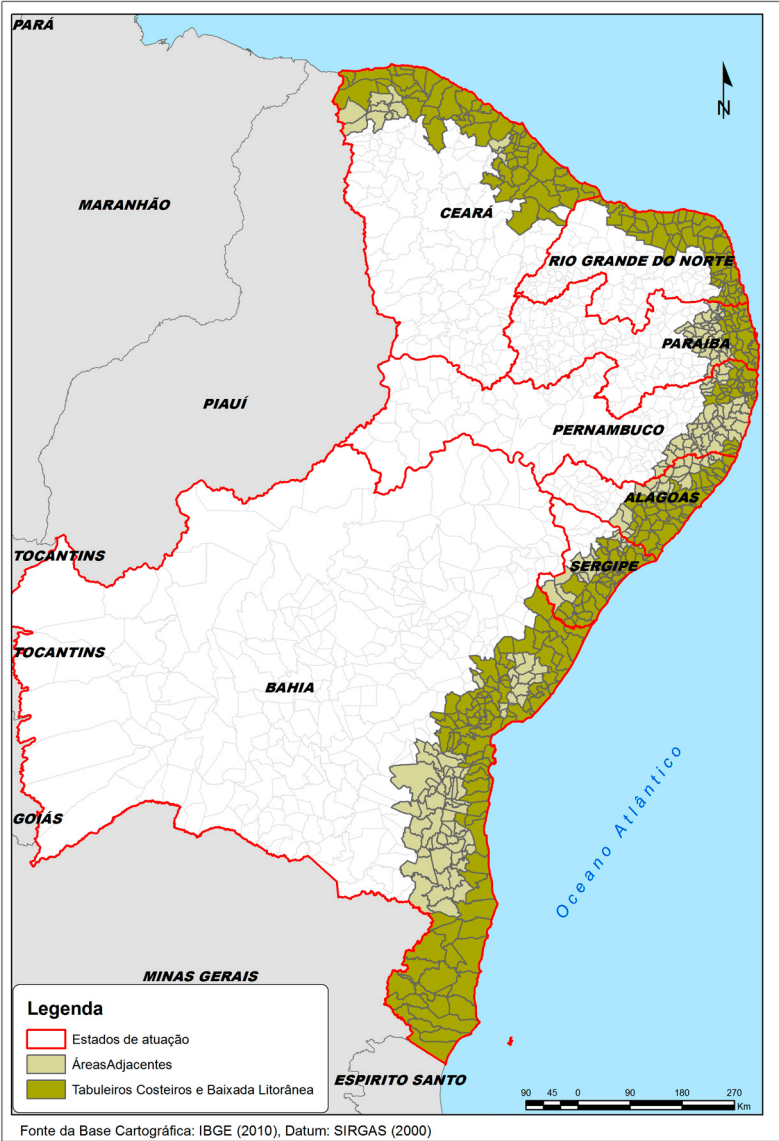 PARÁ
N
MARANHÃO
CEARÁ
RIO GRANDE DO NORTE
PARAÍBA
PIAUÍ
PERNAMBUCO
ALAGOAS
TOCANTINS
SERGIPE
TOCANTINS
BAHIA
GOIÁS
Oceano Atlântico
MINAS GERAIS
Legenda
Estados de atuação
ÁreasAdjacentes
Tabuleiros Costeiros e Baixada Litorânea
ESPIRITO SANTO
90 45 0 90 180 270
Km
Fonte da Base Cartográfica: IBGE (2010), Datum: SIRGAS (2000)